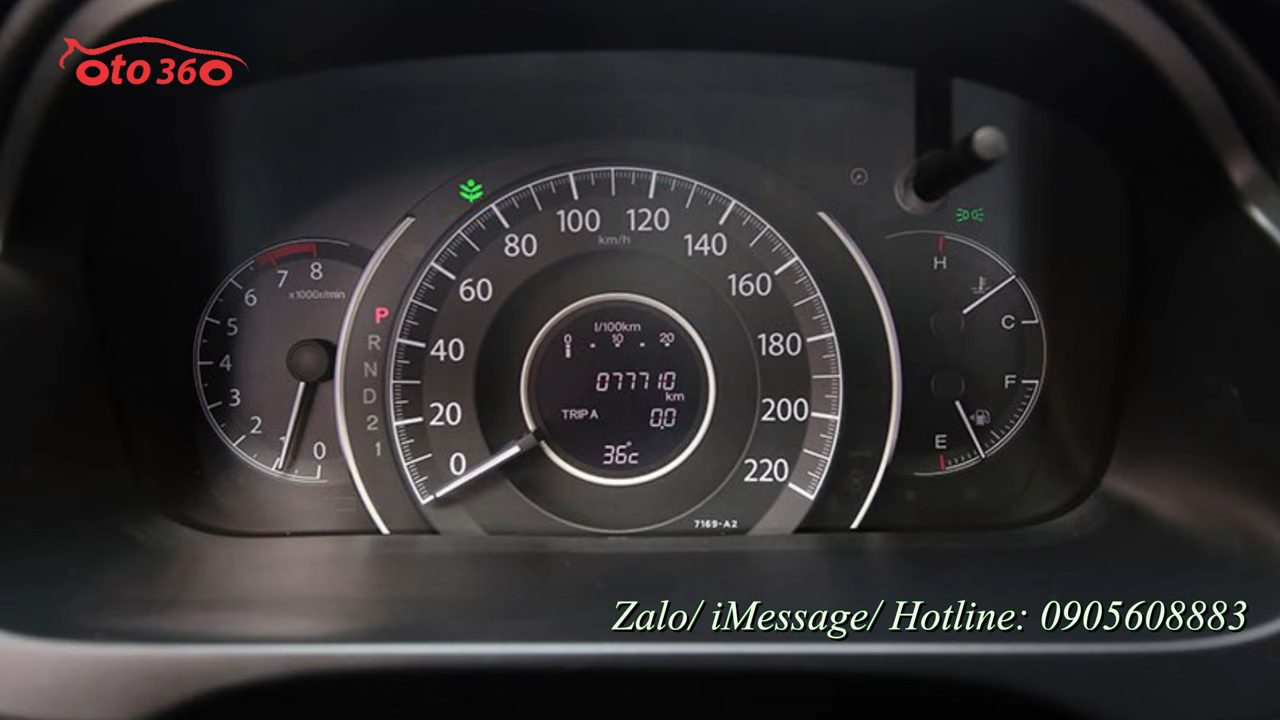 oto 360
100 120
km/h
80 140
60 160
40 180
20 200
0 220
7 8
6
x1000r/min
5
4
3
2
1 0
P
R
N
D
2
1
l/100km
0 10 20
077710
km
TRIP A 0.0
36°c
7169-A2
H
C
F
E
Zalo/ iMessage/ Hotline: 0905608883